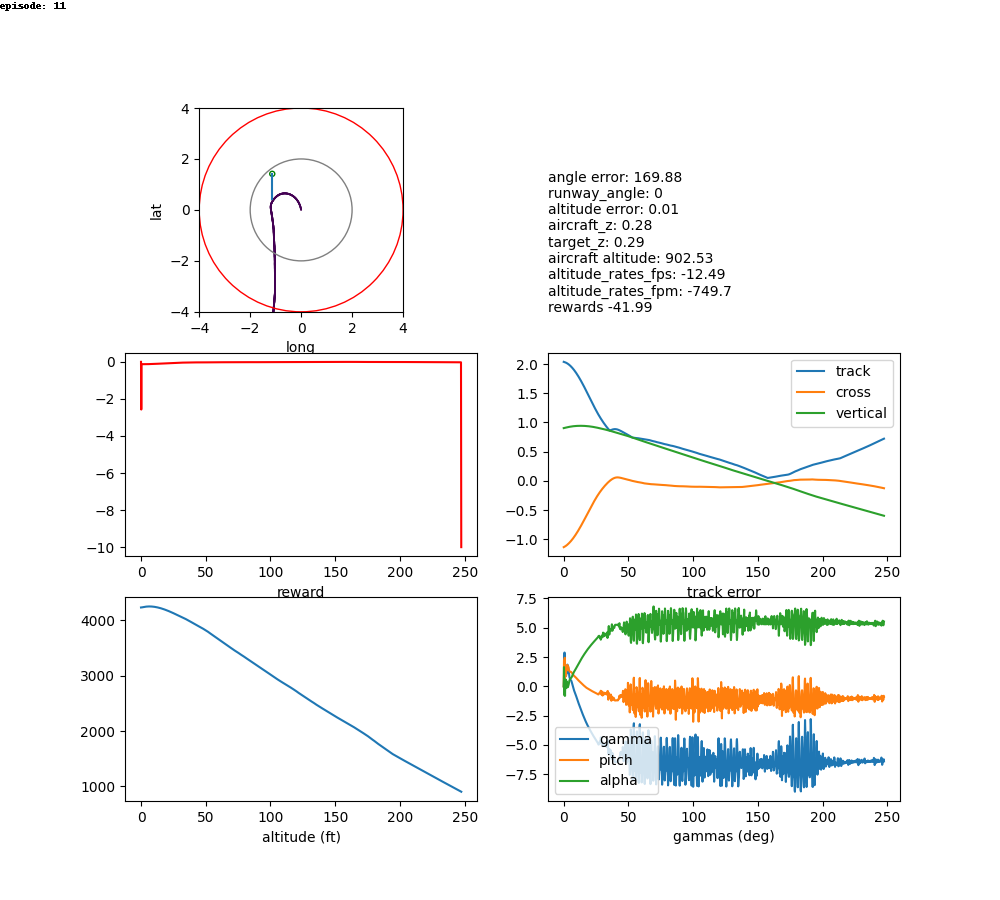 episode: 11
4
2
0
−2
−4
lat
−4 −2 0 2 4
long
angle error: 169.88
runway_angle: 0
altitude error: 0.01
aircraft_z: 0.28
target_z: 0.29
aircraft altitude: 902.53
altitude_rates_fps: -12.49
altitude_rates_fpm: -749.7
rewards -41.99
0
−2
−4
−6
−8
−10
0 50 100 150 200 250
reward
2.0
1.5
1.0
0.5
0.0
−0.5
−1.0
track
cross
vertical
0 50 100 150 200 250
track error
4000
3000
2000
1000
0 50 100 150 200 250
altitude (ft)
7.5
5.0
2.5
0.0
−2.5
−5.0
−7.5
gamma
pitch
alpha
0 50 100 150 200 250
gammas (deg)